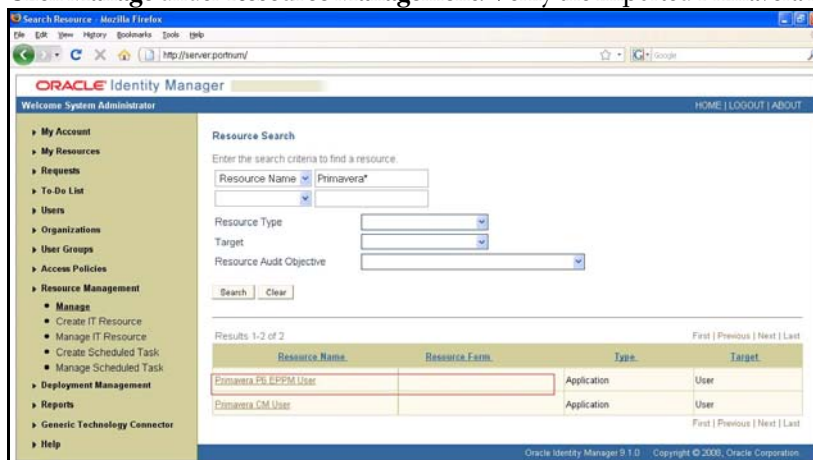 Search Resource - Mozilla Firefox
File Edit View History Bookmarks Tools Help
http://server:portnum/
Google
ORACLE Identity Manager
Welcome System Administrator
HOME | LOGOUT | ABOUT
My Account
My Resources
Requests
To-Do List
Users
Organizations
User Groups
Access Policies
Resource Management
Manage
Create IT Resource
Manage IT Resource
Create Scheduled Task
Manage Scheduled Task
Deployment Management
Reports
Generic Technology Connector
Help
Resource Search
Enter the search criteria to find a resource.
Resource Name Primavera*
Resource Type
Target
Resource Audit Objective
Search Clear
Results 1-2 of 2
First | Previous | Next | Last
Resource Name Resource Form Type Target
Primavera P6 EPPM User Application User
Primavera CM User Application User
First | Previous | Next | Last
Oracle Identity Manager 9.1.0 Copyright © 2008, Oracle Corporation